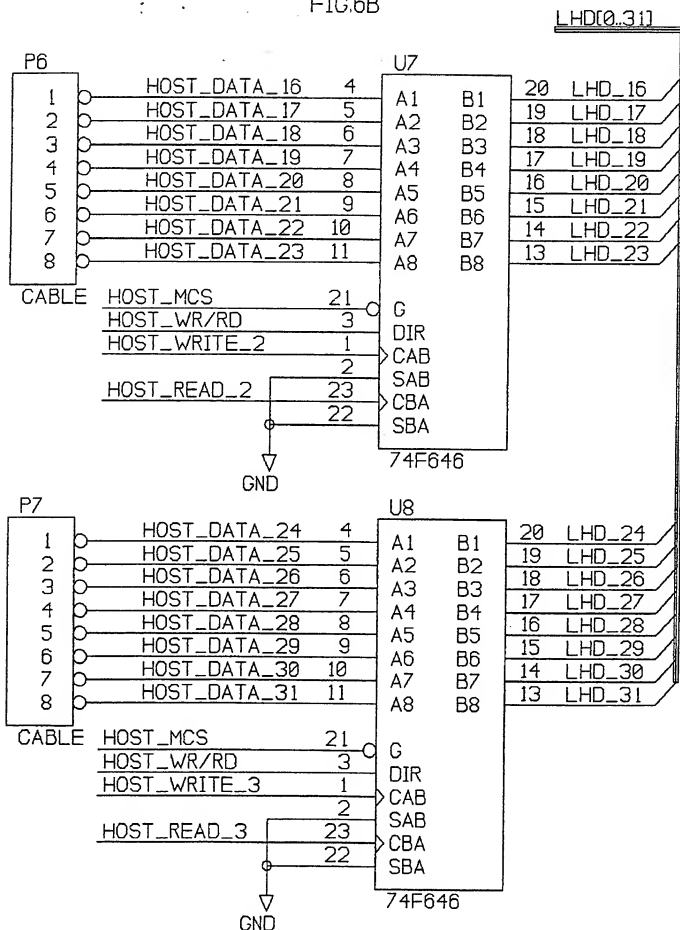 FIG.6B
LHD[0..31]
P6
U7
1 HOST_DATA_16 4 A1 B1 20 LHD_16
2 HOST_DATA_17 5 A2 B2 19 LHD_17
3 HOST_DATA_18 6 A3 B3 18 LHD_18
4 HOST_DATA_19 7 A4 B4 17 LHD_19
5 HOST_DATA_20 8 A5 B5 16 LHD_20
6 HOST_DATA_21 9 A6 B6 15 LHD_21
7 HOST_DATA_22 10 A7 B7 14 LHD_22
8 HOST_DATA_23 11 A8 B8 13 LHD_23
CABLE
HOST_MCS 21 G
HOST_WR/RD 3 DIR
HOST_WRITE_2 1 CAB
2 SAB
HOST_READ_2 23 CBA
22 SBA
74F646
GND
P7
U8
1 HOST_DATA_24 4 A1 B1 20 LHD_24
2 HOST_DATA_25 5 A2 B2 19 LHD_25
3 HOST_DATA_26 6 A3 B3 18 LHD_26
4 HOST_DATA_27 7 A4 B4 17 LHD_27
5 HOST_DATA_28 8 A5 B5 16 LHD_28
6 HOST_DATA_29 9 A6 B6 15 LHD_29
7 HOST_DATA_30 10 A7 B7 14 LHD_30
8 HOST_DATA_31 11 A8 B8 13 LHD_31
CABLE
HOST_MCS 21 G
HOST_WR/RD 3 DIR
HOST_WRITE_3 1 CAB
2 SAB
HOST_READ_3 23 CBA
22 SBA
74F646
GND